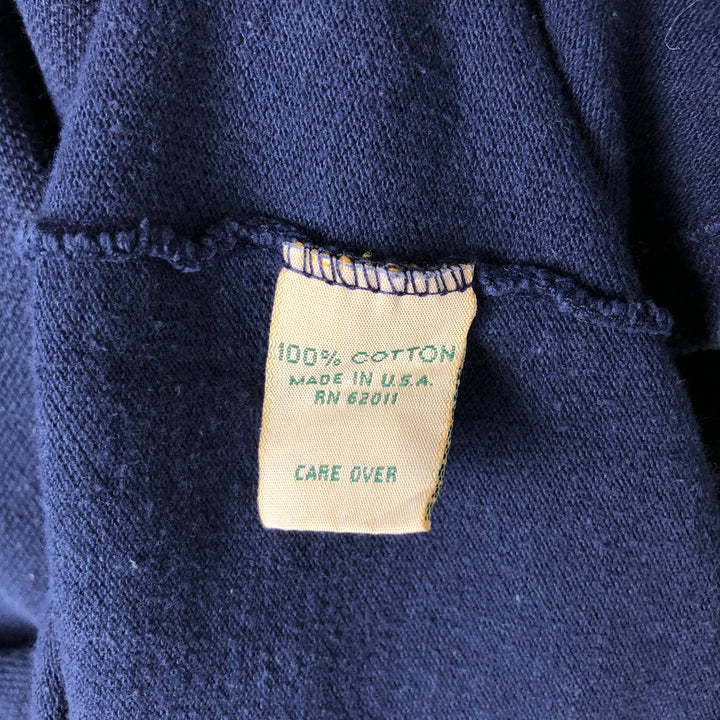 100% COTTON
MADE IN U.S.A.
RN 62011
CARE OVER